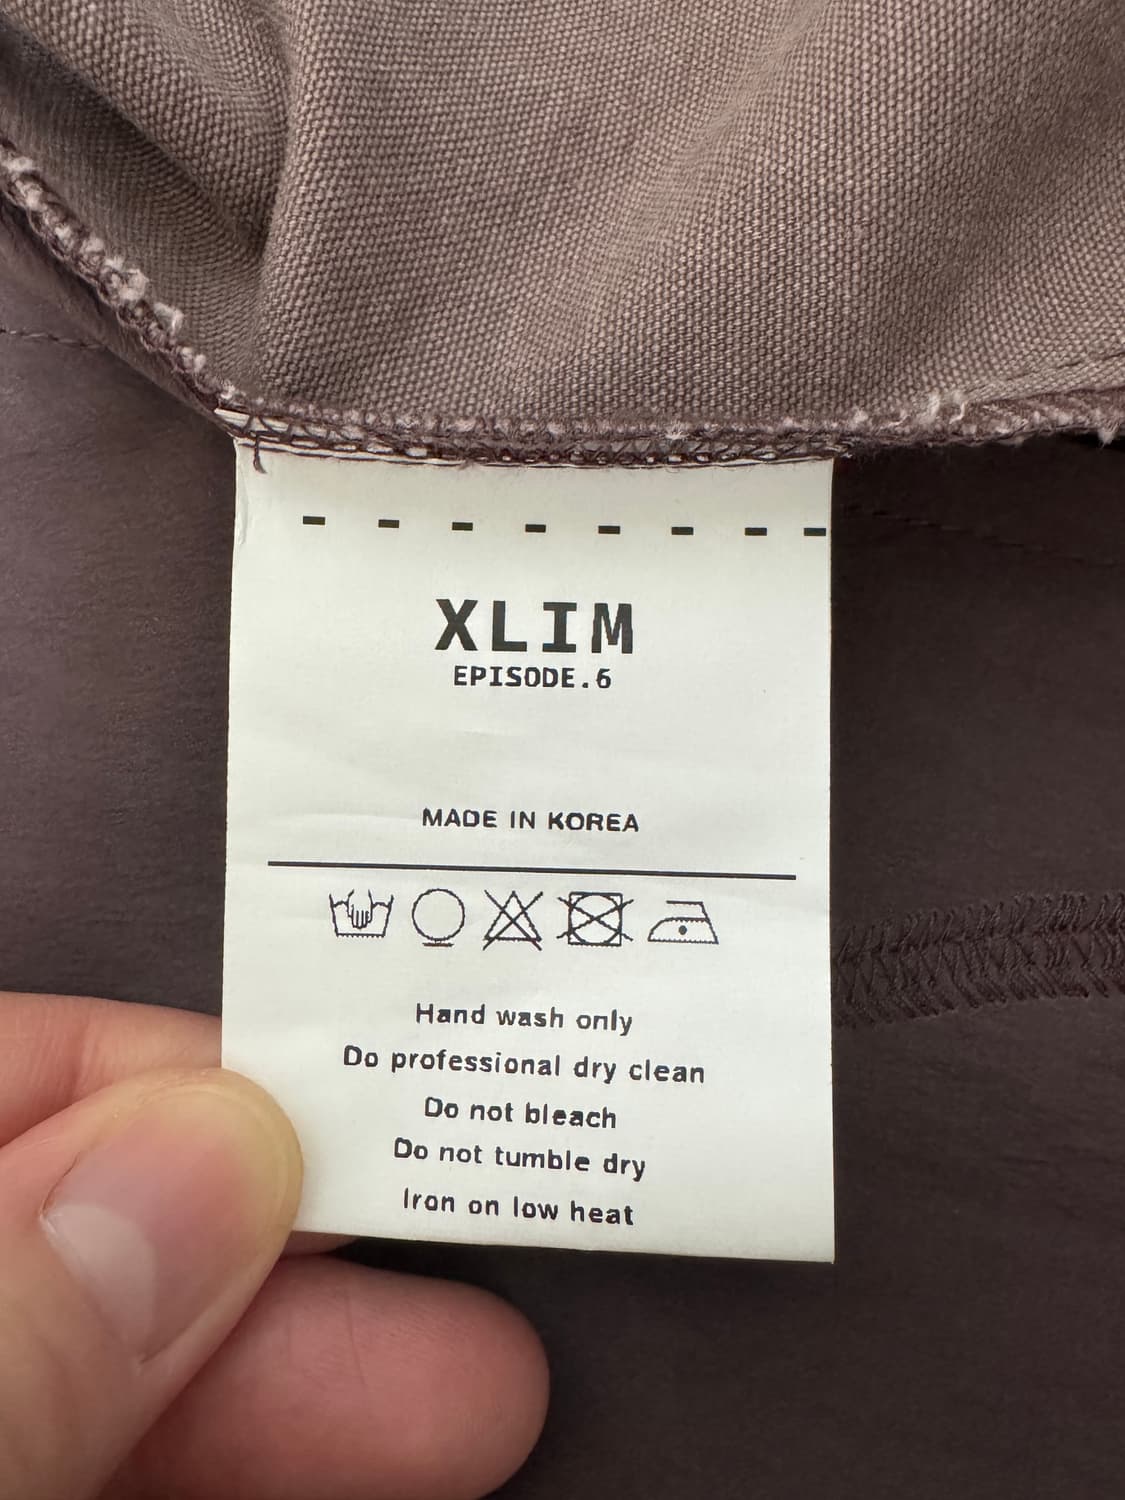 XLIM
EPISODE.6
MADE IN KOREA
Hand wash only
Do professional dry clean
Do not bleach
Do not tumble dry
Iron on low heat